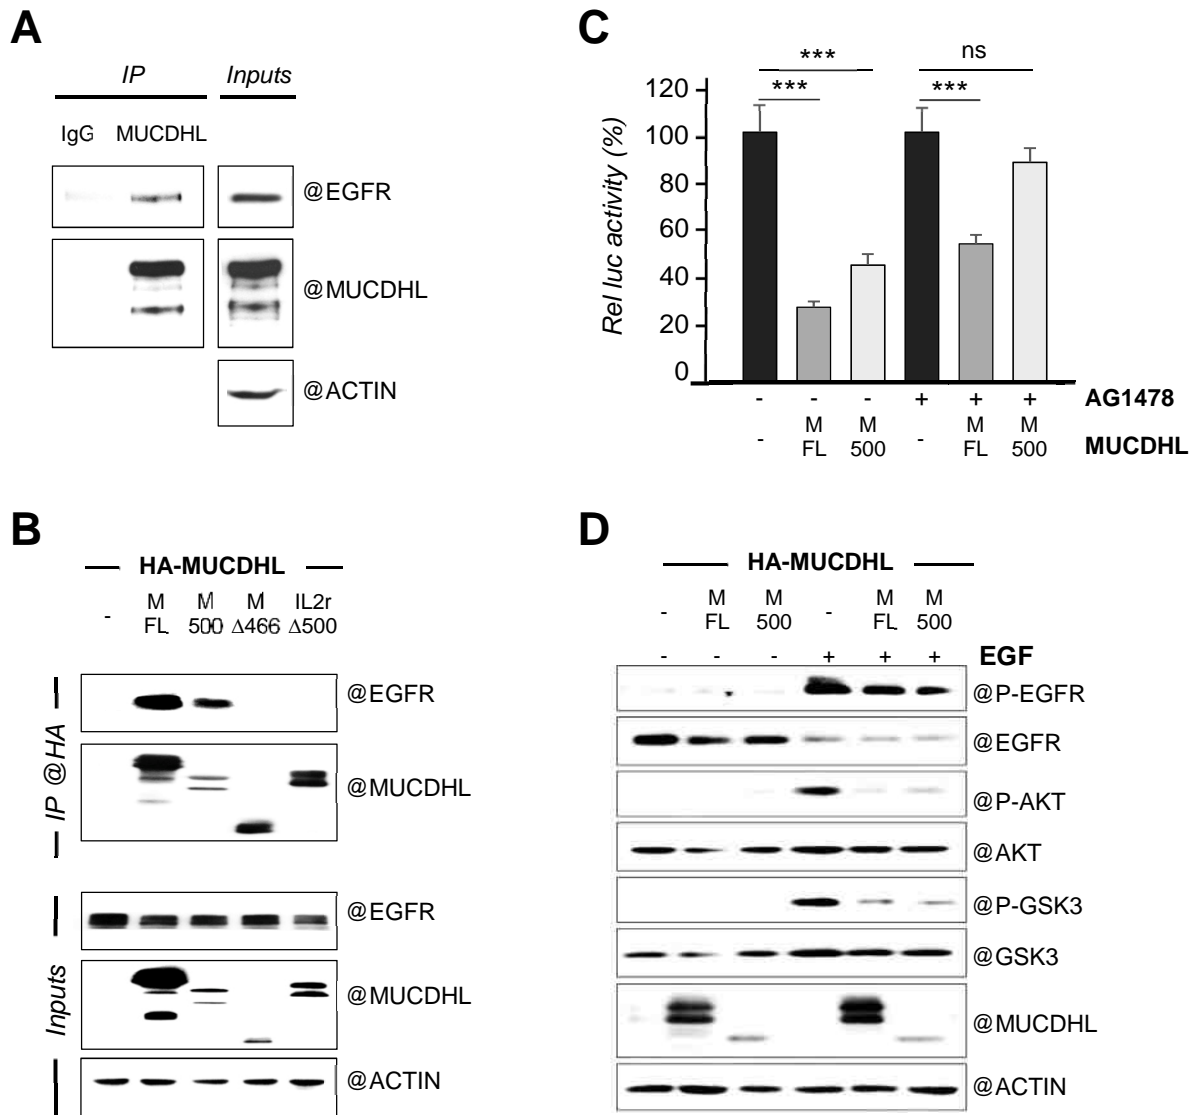 A
IP Inputs
IgG MUCDHL
@EGFR
@MUCDHL
@ACTIN
B
HA-MUCDHL
- M FL M 500 M Δ466 IL2r Δ500
IP @HA
@EGFR
@MUCDHL
Inputs
@EGFR
@MUCDHL
@ACTIN
C
*** ns
*** ***
Rel luc activity (%)
120
100
80
60
40
20
0
- - - + + + AG1478
- M FL M 500 - M FL M 500 MUCDHL
D
HA-MUCDHL
- M FL M 500 - M FL M 500
- - - + + + EGF
@P-EGFR
@EGFR
@P-AKT
@AKT
@P-GSK3
@GSK3
@MUCDHL
@ACTIN